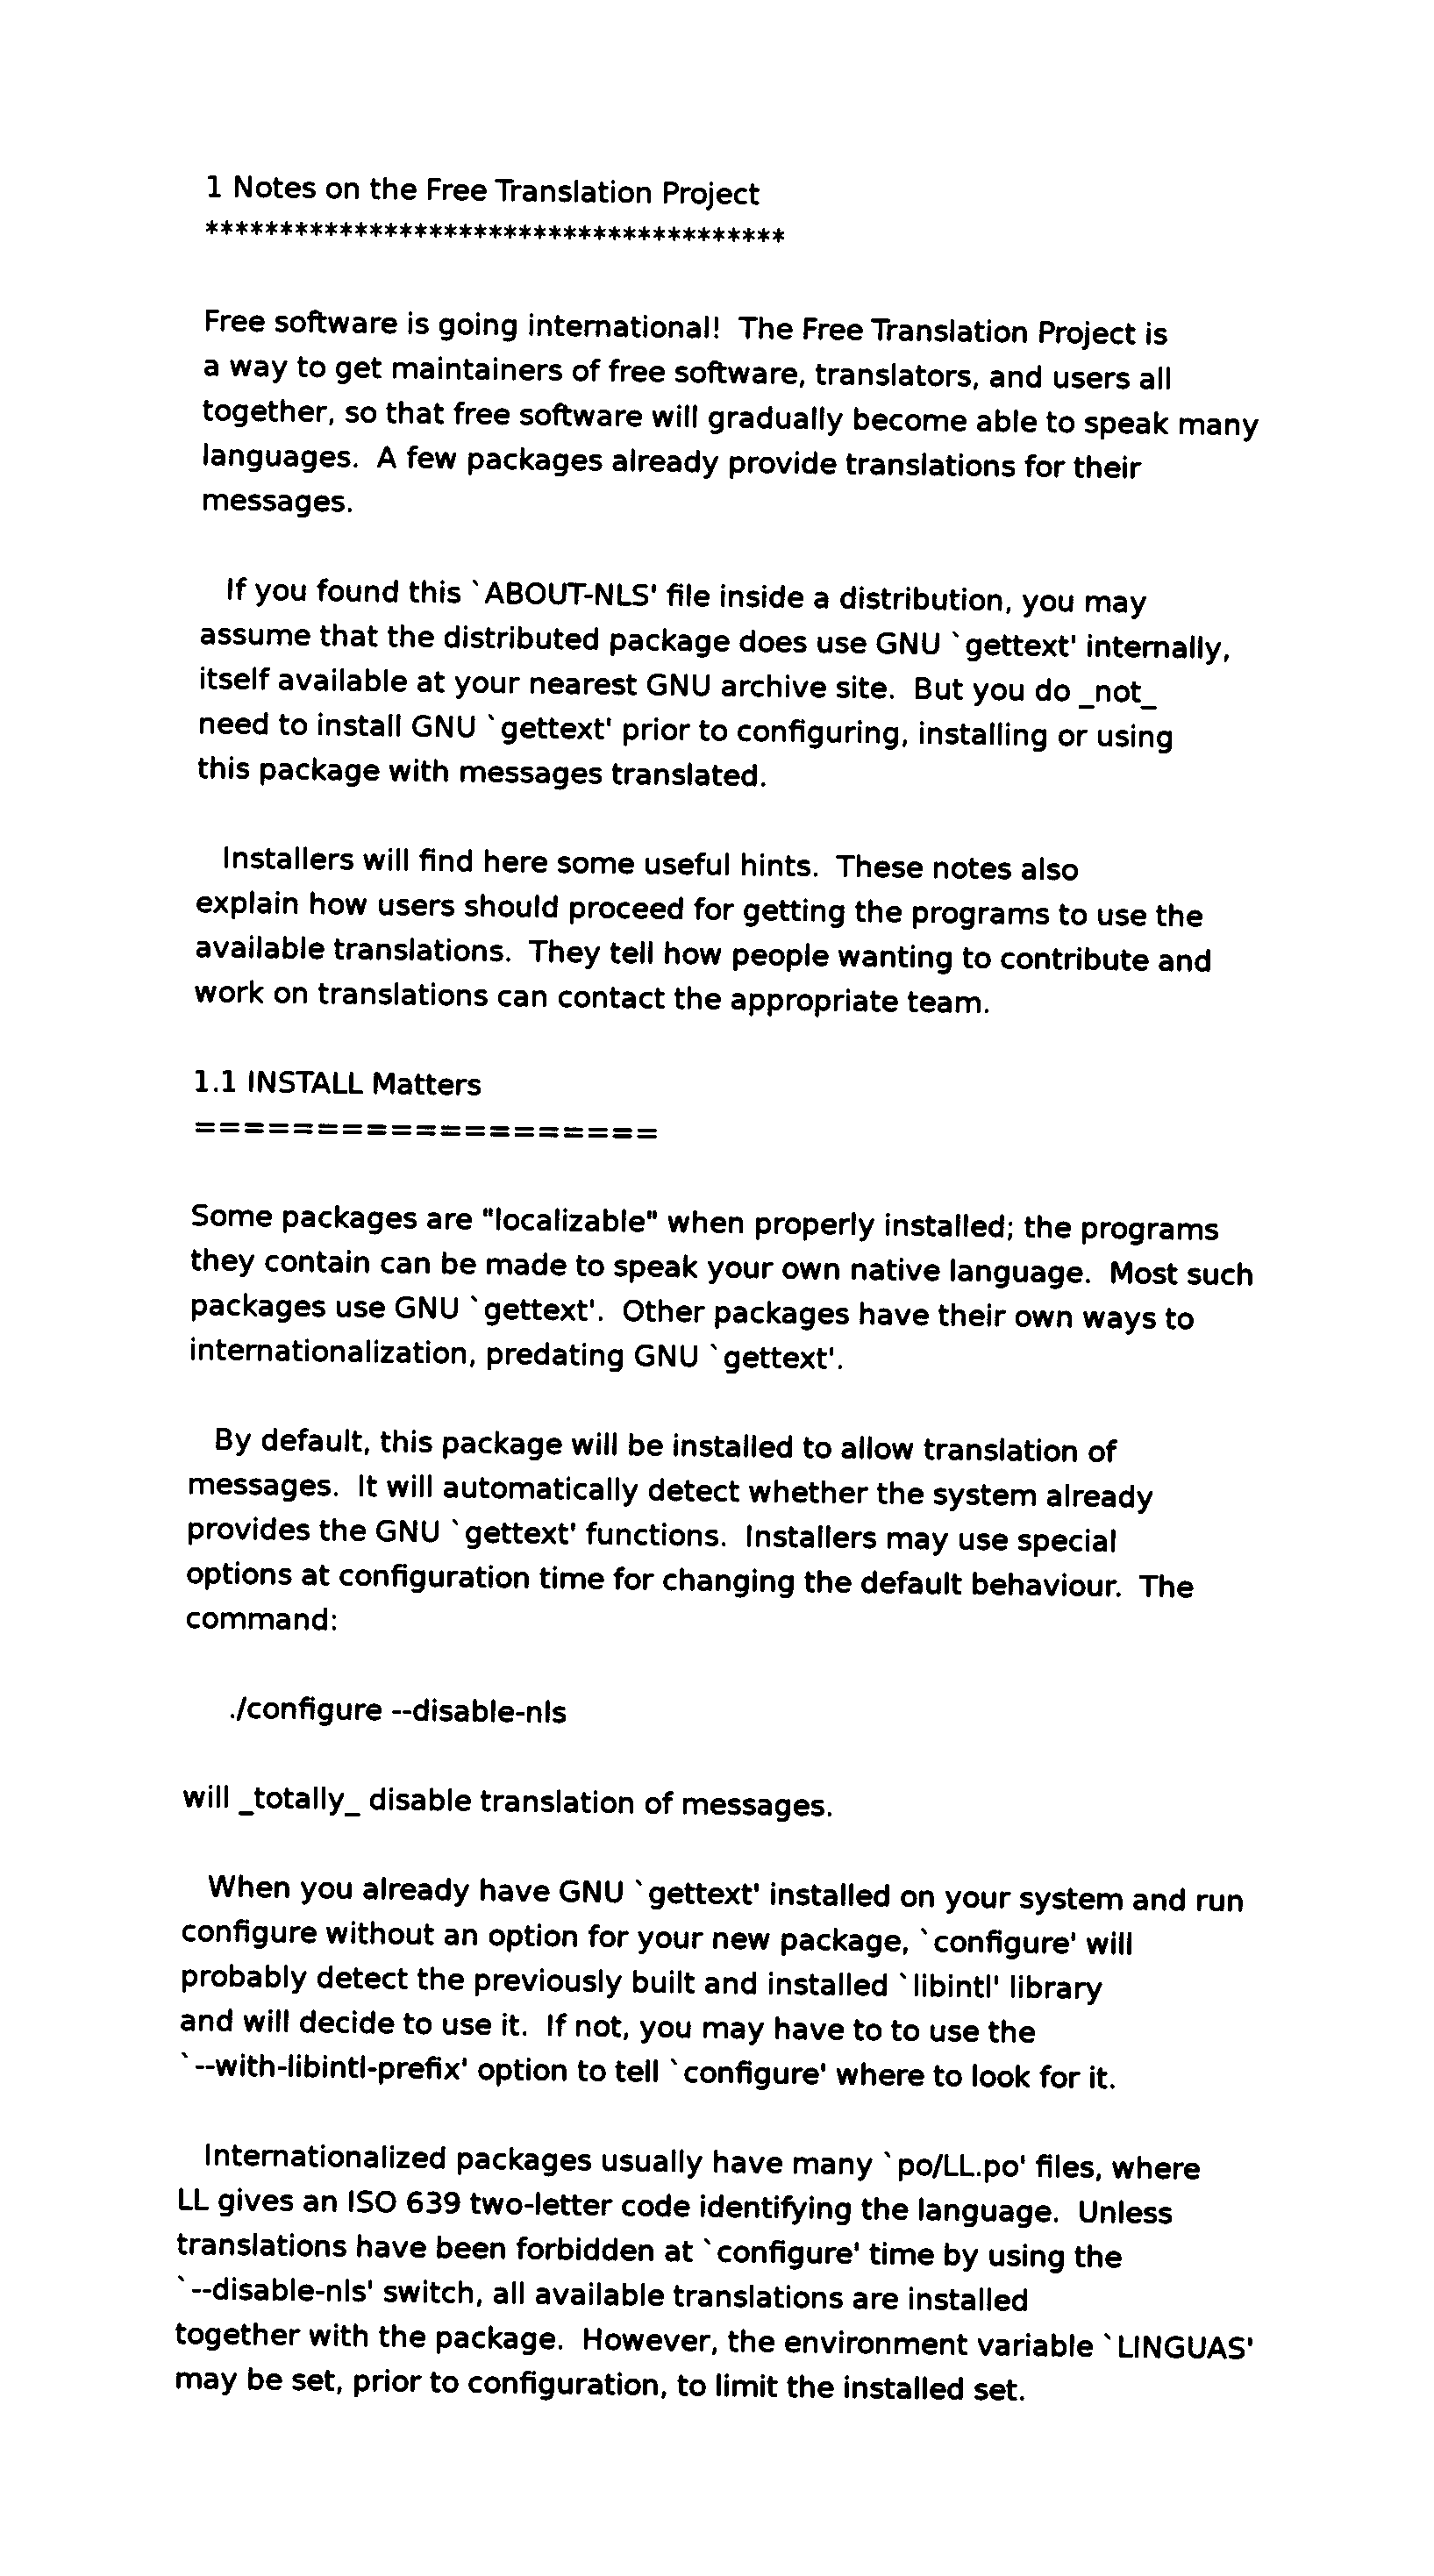 1 Notes on the Free Translation Project
***************************************

Free software is going international!  The Free Translation Project is
a way to get maintainers of free software, translators, and users all
together, so that free software will gradually become able to speak many
languages.  A few packages already provide translations for their
messages.

   If you found this `ABOUT-NLS' file inside a distribution, you may
assume that the distributed package does use GNU `gettext' internally,
itself available at your nearest GNU archive site.  But you do _not_
need to install GNU `gettext' prior to configuring, installing or using
this package with messages translated.

   Installers will find here some useful hints.  These notes also
explain how users should proceed for getting the programs to use the
available translations.  They tell how people wanting to contribute and
work on translations can contact the appropriate team.

1.1 INSTALL Matters
===================

Some packages are "localizable" when properly installed; the programs
they contain can be made to speak your own native language.  Most such
packages use GNU `gettext'.  Other packages have their own ways to
internationalization, predating GNU `gettext'.

   By default, this package will be installed to allow translation of
messages.  It will automatically detect whether the system already
provides the GNU `gettext' functions.  Installers may use special
options at configuration time for changing the default behaviour.  The
command:

     ./configure --disable-nls

will _totally_ disable translation of messages.

   When you already have GNU `gettext' installed on your system and run
configure without an option for your new package, `configure' will
probably detect the previously built and installed `libintl' library
and will decide to use it.  If not, you may have to to use the
`--with-libintl-prefix' option to tell `configure' where to look for it.

   Internationalized packages usually have many `po/LL.po' files, where
LL gives an ISO 639 two-letter code identifying the language.  Unless
translations have been forbidden at `configure' time by using the
`--disable-nls' switch, all available translations are installed
together with the package.  However, the environment variable `LINGUAS'
may be set, prior to configuration, to limit the installed set.